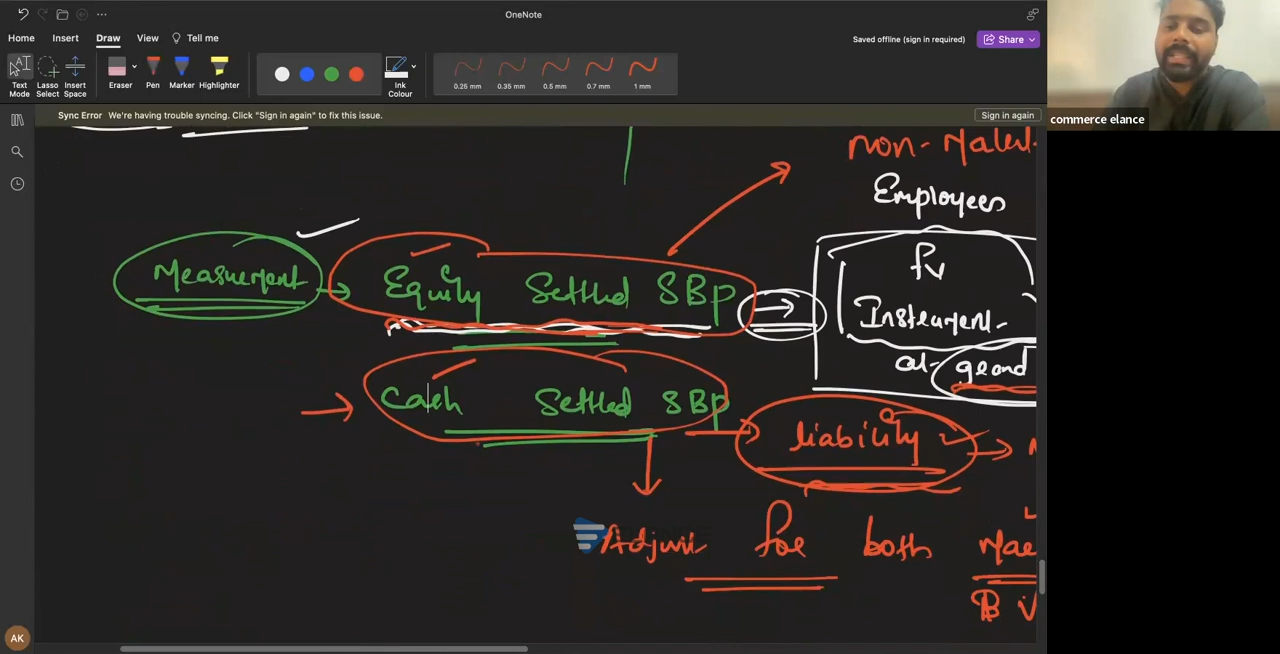 OneNote
Home Insert Draw View Tell me
Saved offline (sign in required) Share
Text Mode Lasso Select Insert Space Eraser Pen Marker Highlighter Ink Colour 0.25 mm 0.35 mm 0.5 mm 0.7 mm 1 mm
Sync Error We're having trouble syncing. Click "Sign in again" to fix this issue. Sign in again
commerce elance
non-
Employees
Measurement Equity Settled SBP
fv
Instrument
at grand
Cash Settled SBP
liability
for both
AK